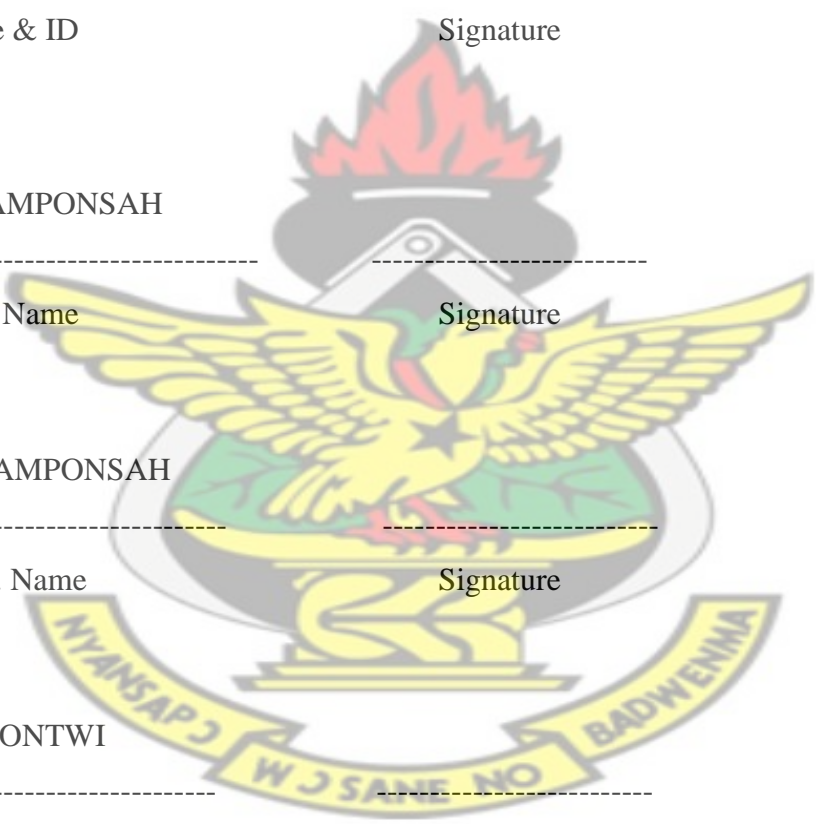 e & ID Signature
AMPONSAH
Name Signature
AMPONSAH
Name Signature
ONTWI
NYANSAPƆ WƆSANE NO BADWENMA